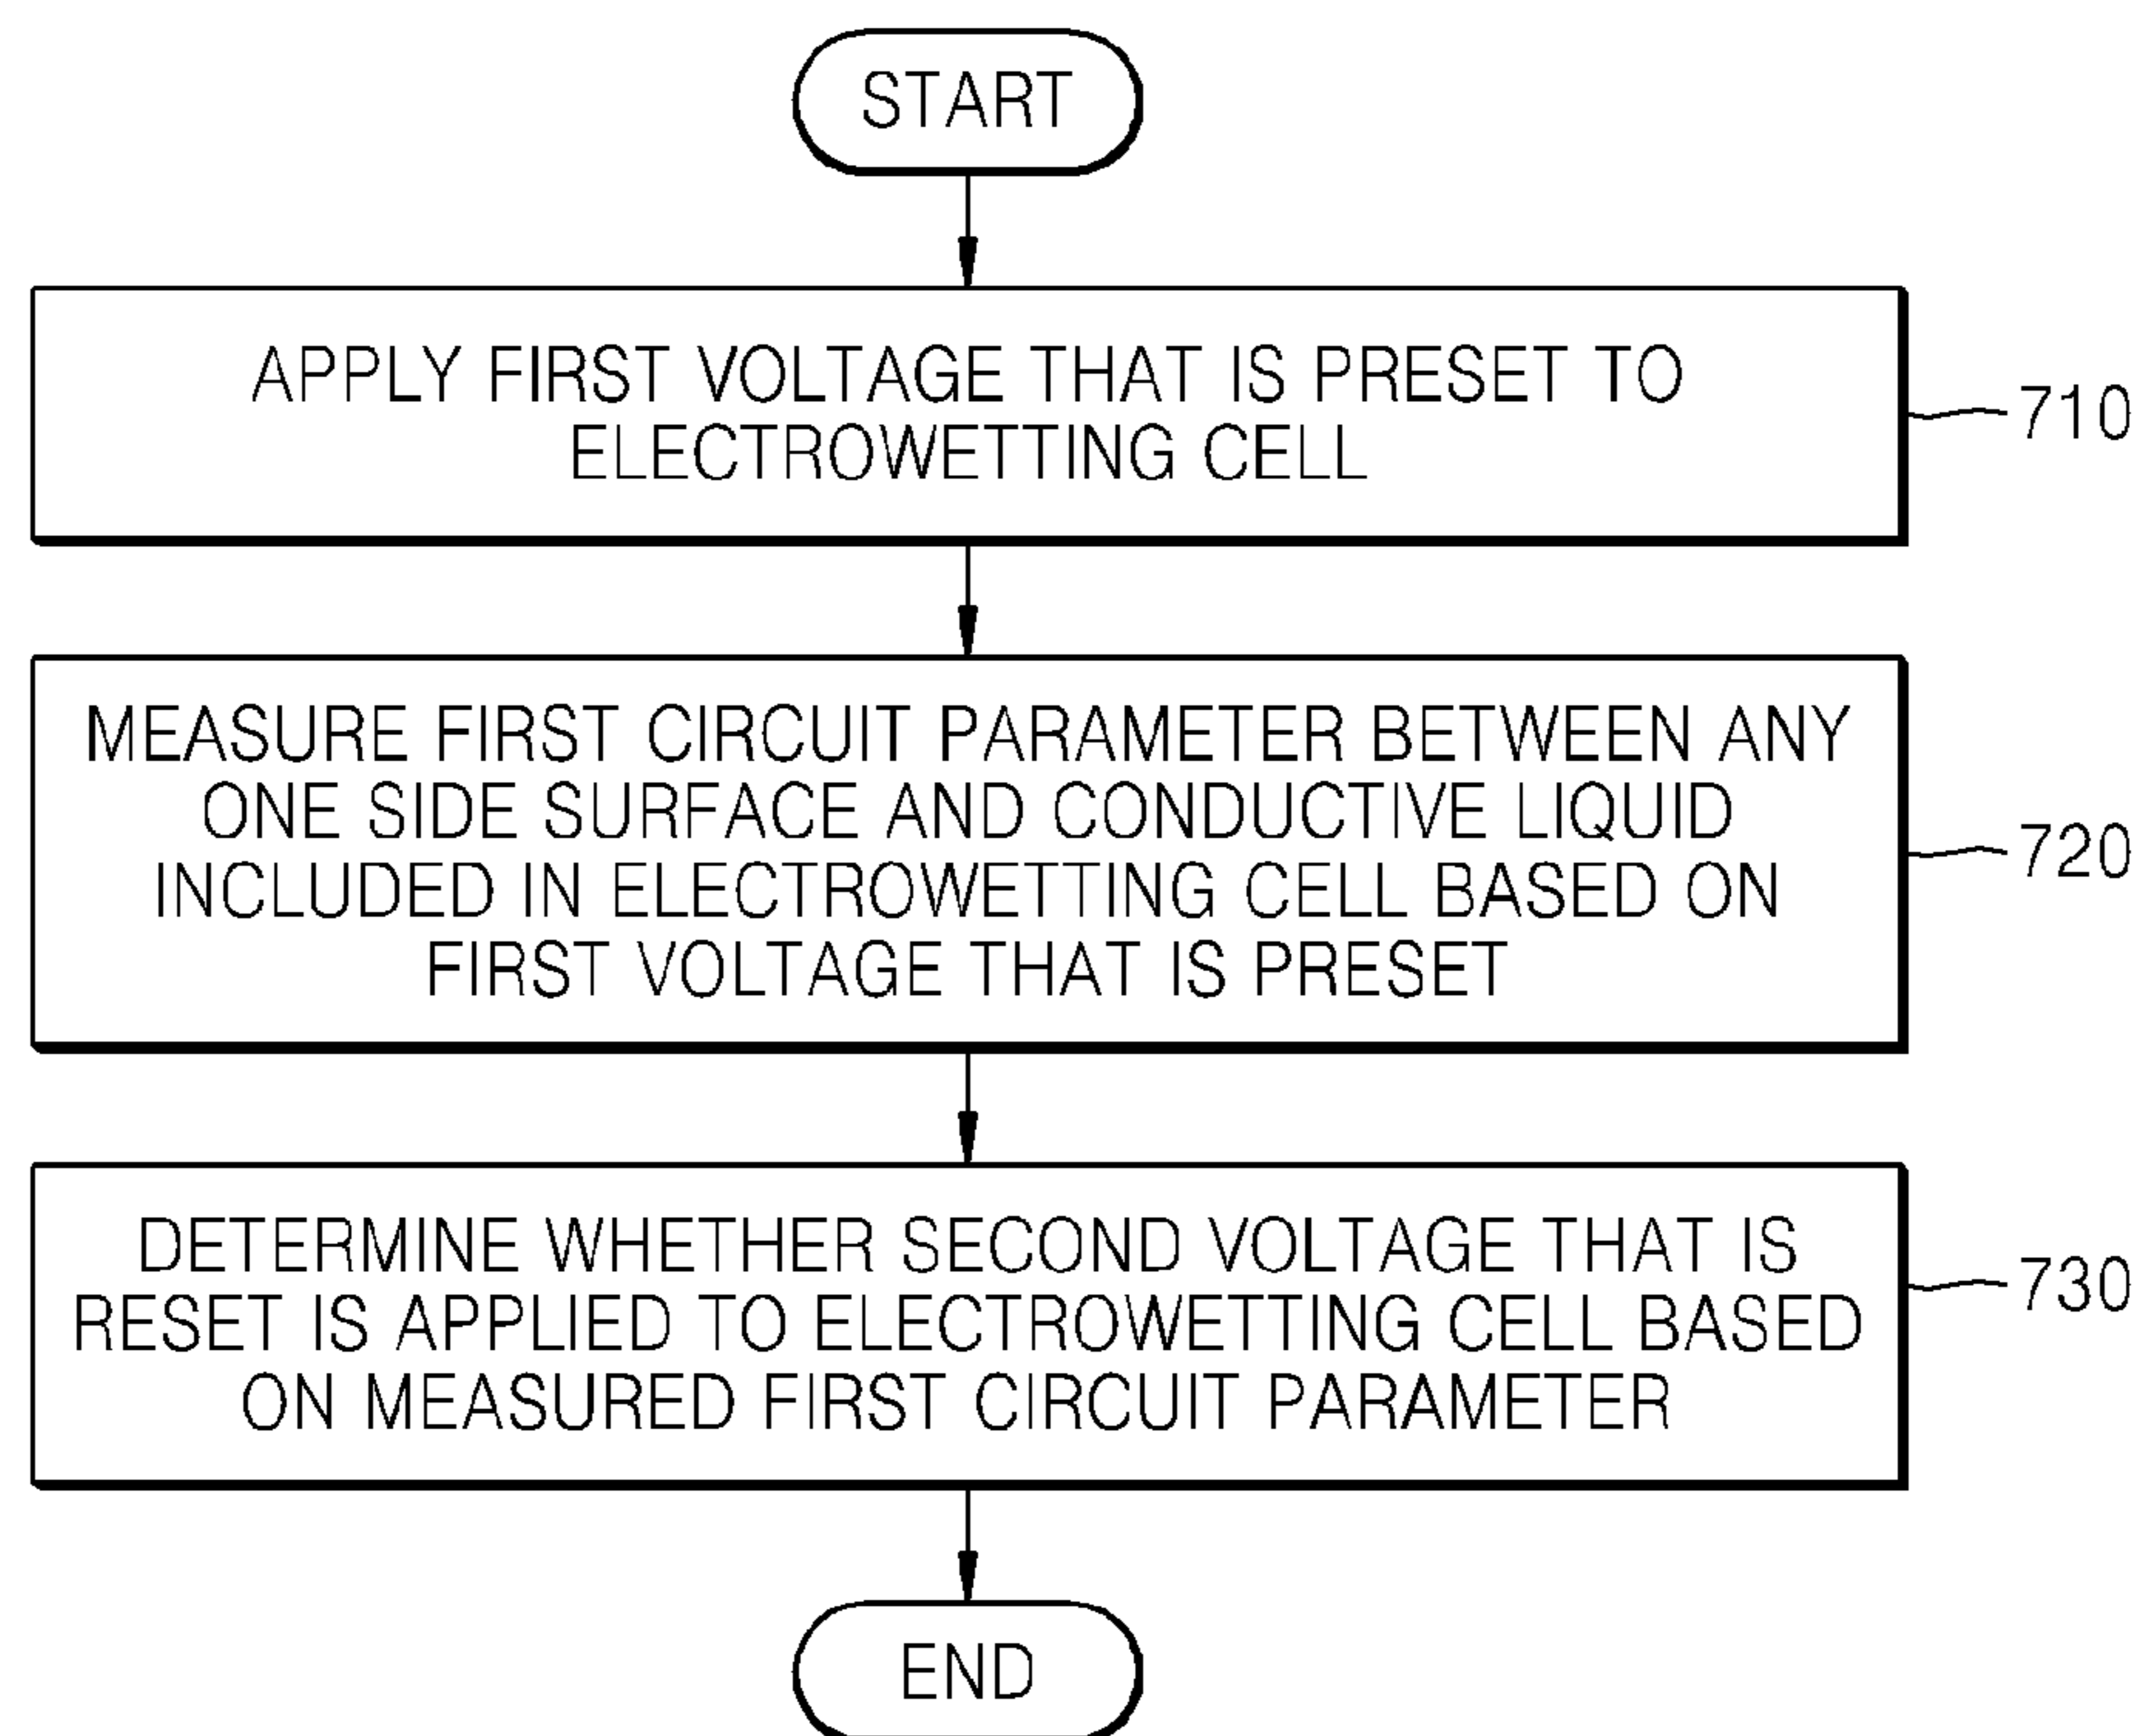 START
APPLY FIRST VOLTAGE THAT IS PRESET TO
ELECTROWETTING CELL
710
MEASURE FIRST CIRCUIT PARAMETER BETWEEN ANY
ONE SIDE SURFACE AND CONDUCTIVE LIQUID
INCLUDED IN ELECTROWETTING CELL BASED ON
FIRST VOLTAGE THAT IS PRESET
720
DETERMINE WHETHER SECOND VOLTAGE THAT IS
RESET IS APPLIED TO ELECTROWETTING CELL BASED
ON MEASURED FIRST CIRCUIT PARAMETER
730
END